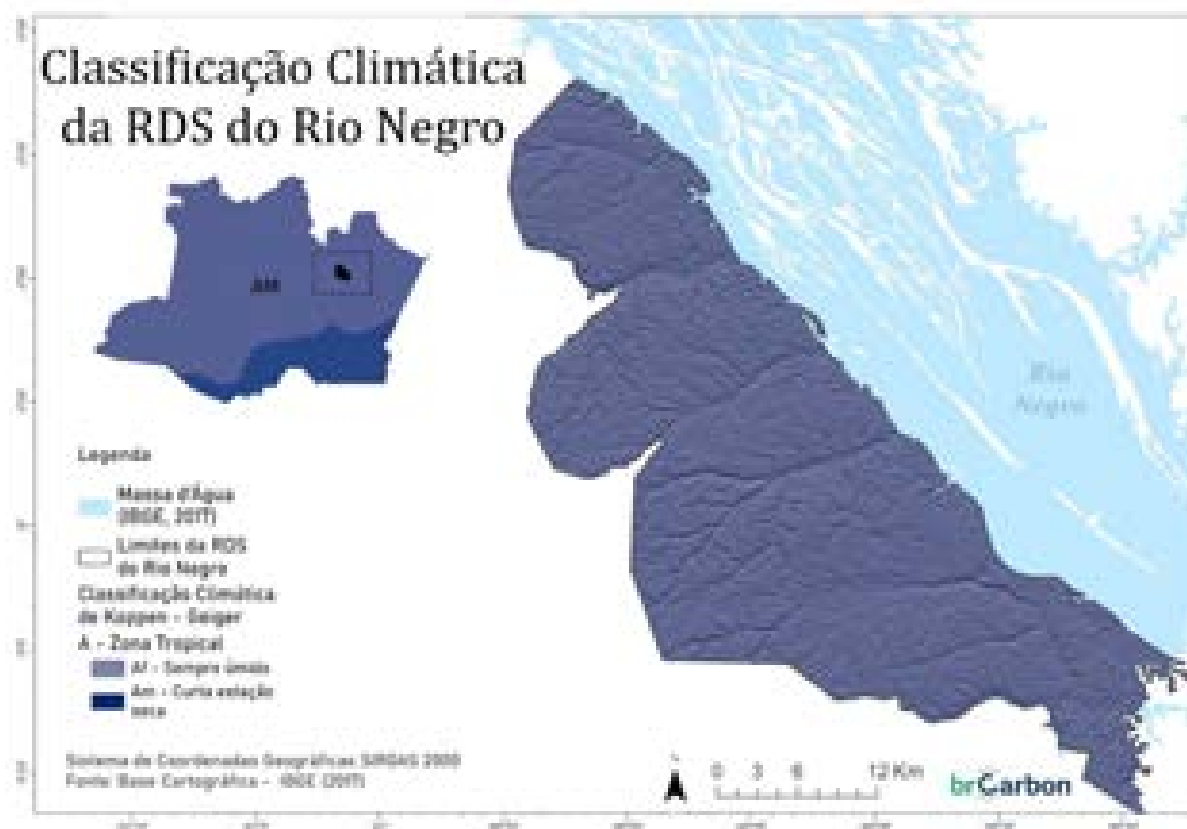 Classificação Climática
da RDS do Rio Negro
AM
Rio
Negro
Legenda
Massa d'Água
(IBGE, 2017)
Limites da RDS
do Rio Negro
Classificação Climática
de Koppen - Geiger
A - Zona Tropical
Af - Sempre úmido
Am - Curta estação
seca
Sistema de Coordenadas Geográficas SIRGAS 2000
Fonte: Base Cartográfica - IBGE (2017)
0 3 6 12 Km
brCarbon